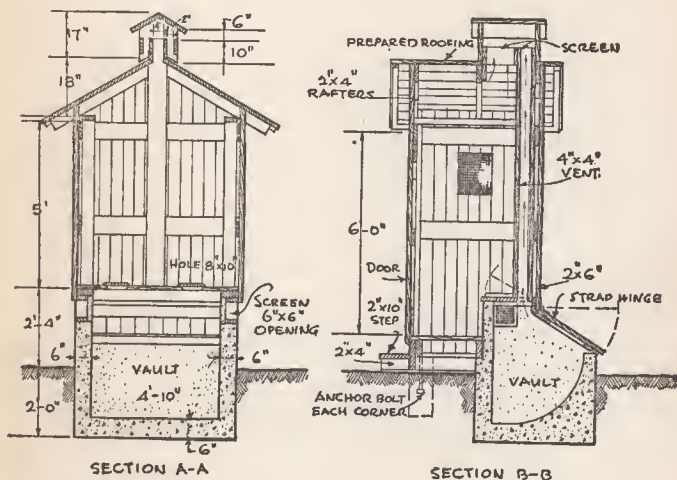 17"
2"
6"
10"
18"
5'
HOLE 8"x10"
SCREEN
6"x6"
OPENING
2'-4"
6"
6"
VAULT
4'-10"
2'-0"
6"
SECTION A-A
PREPARED ROOFING
SCREEN
2"x4"
RAFTERS
4"x4"
VENT.
6'-0"
DOOR
2"x6"
STRAP HINGE
2"x10"
STEP
2"x4"
VAULT
ANCHOR BOLT
EACH CORNER
SECTION B-B